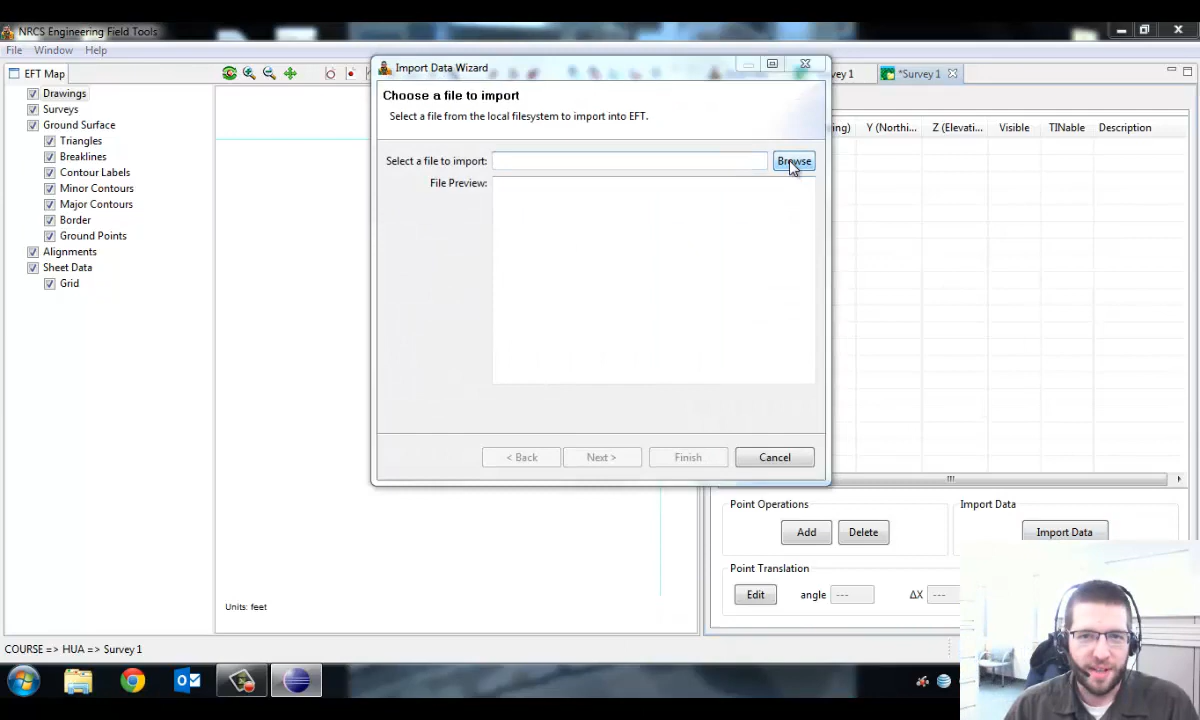 NRCS Engineering Field Tools
File Window Help
EFT Map
Drawings
Surveys
Ground Surface
Triangles
Breaklines
Contour Labels
Minor Contours
Major Contours
Border
Ground Points
Alignments
Sheet Data
Grid
Units: feet
COURSE => HUA => Survey 1
Import Data Wizard
Choose a file to import
Select a file from the local filesystem to import into EFT.
Select a file to import:
Browse
File Preview:
< Back
Next >
Finish
Cancel
*Survey 1
Y (Northi...
Z (Elevati...
Visible
TINable
Description
Point Operations
Add
Delete
Import Data
Import Data
Point Translation
Edit
angle
---
ΔX
---